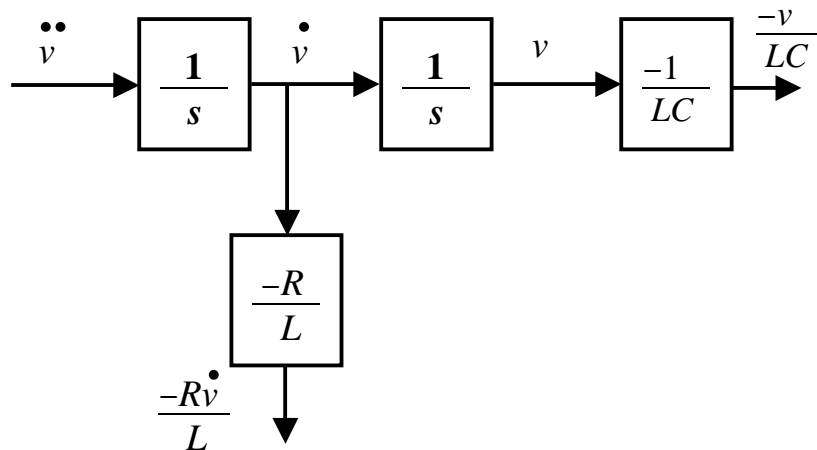 v̈
1/s
v̇
1/s
v
-1/LC
-v/LC
-R/L
-Rv̇/L